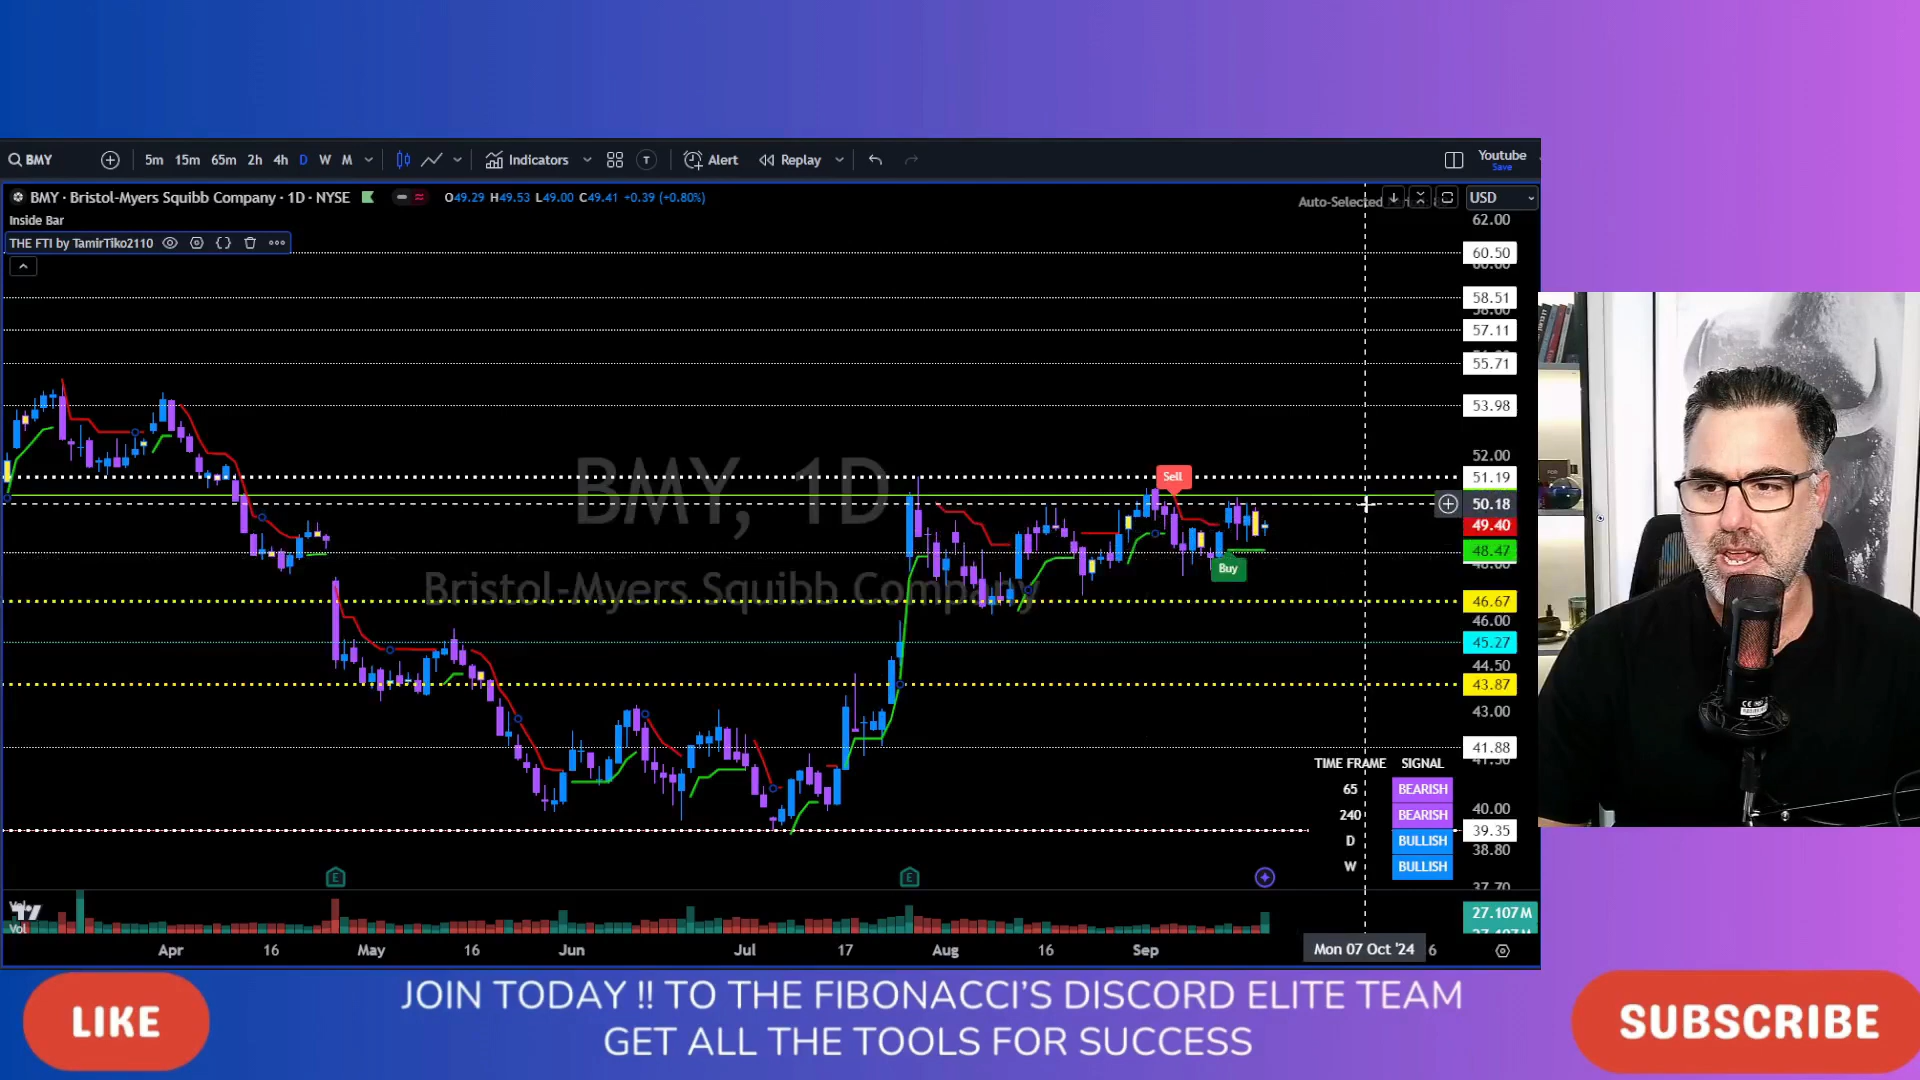 BMY
5m 15m 65m 2h 4h D W M
Indicators
Alert
Replay
Youtube
Save
BMY · Bristol-Myers Squibb Company · 1D · NYSE
O49.29 H49.53 L49.00 C49.41 +0.39 (+0.80%)
Auto-Selected
USD
Inside Bar
THE FTI by TamirTiko2110
62.00
60.50
58.51
57.11
55.71
53.98
52.00
51.19
50.18
49.40
48.47
46.67
46.00
45.27
44.50
43.87
43.00
41.88
40.00
39.35
38.80
37.70
BMY, 1D
Bristol-Myers Squibb Company
Sell
Buy
TIME FRAME SIGNAL
65 BEARISH
240 BEARISH
D BULLISH
W BULLISH
E
E
Vol
Vol
27.107M
Apr 16 May 16 Jun Jul 17 Aug 16 Sep Mon 07 Oct '24 6
LIKE
JOIN TODAY !! TO THE FIBONACCI'S DISCORD ELITE TEAM
GET ALL THE TOOLS FOR SUCCESS
SUBSCRIBE